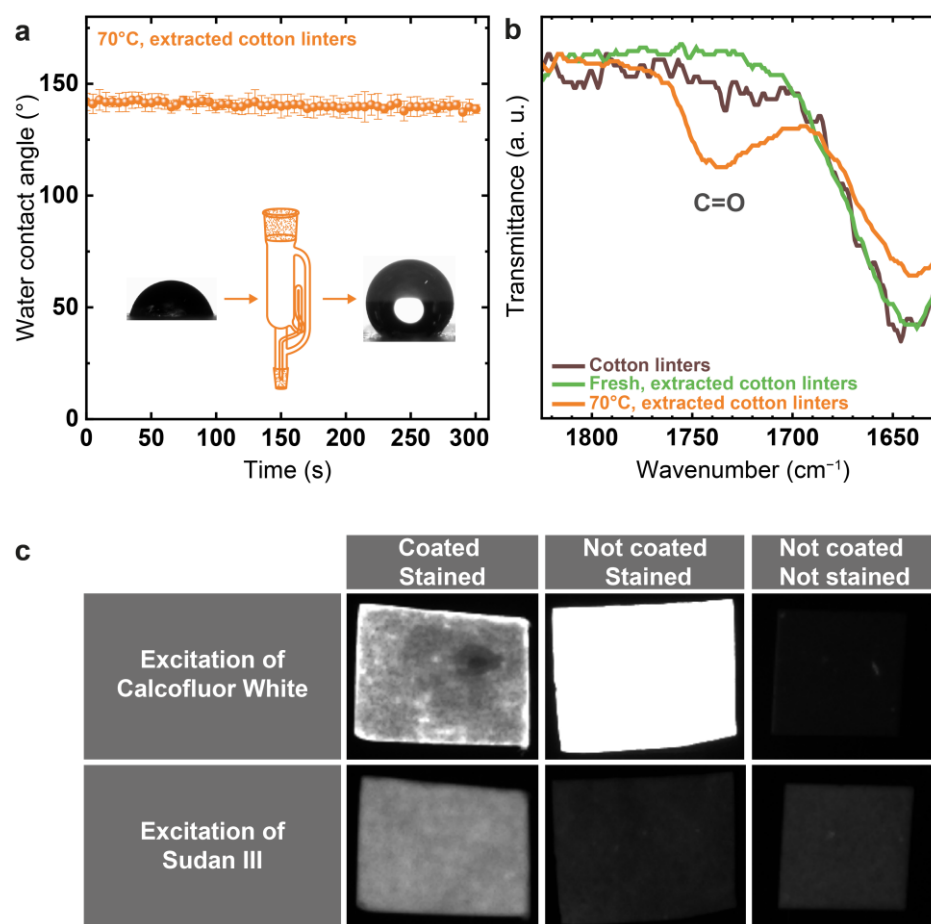 a
70°C, extracted cotton linters
Water contact angle (°)
150
100
50
0
0 50 100 150 200 250 300
Time (s)
b
Transmittance (a. u.)
C=O
Cotton linters
Fresh, extracted cotton linters
70°C, extracted cotton linters
1800 1750 1700 1650
Wavenumber (cm⁻¹)
c
Coated
Stained
Not coated
Stained
Not coated
Not stained
Excitation of
Calcofluor White
Excitation of
Sudan III